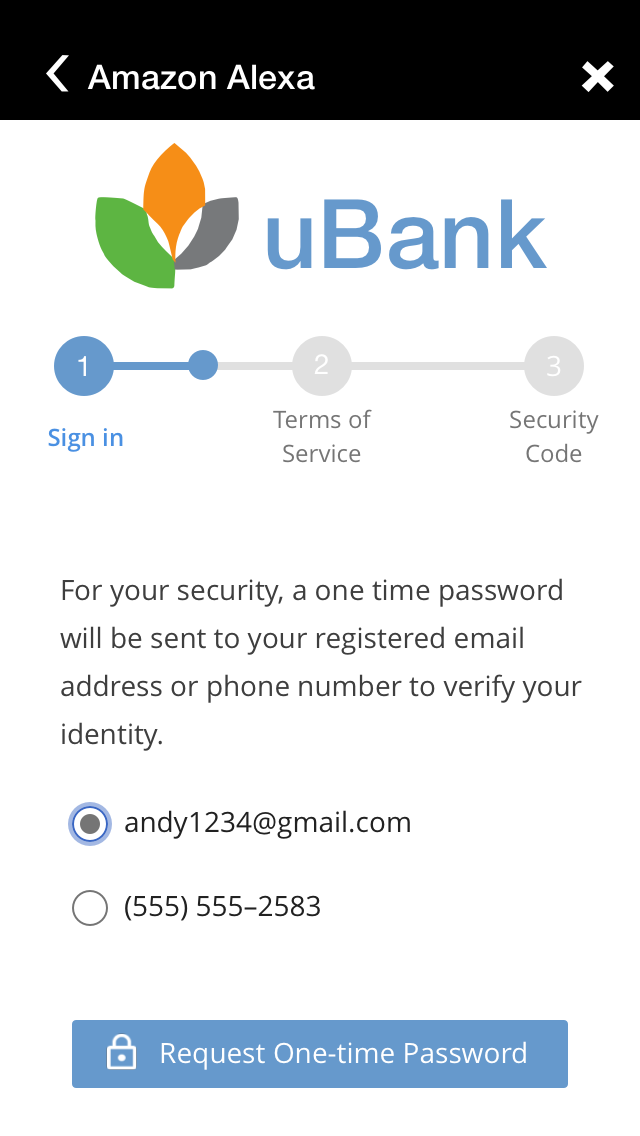 Amazon Alexa
uBank
1
2
3
Sign in
Terms of
Service
Security
Code
For your security, a one time password
will be sent to your registered email
address or phone number to verify your
identity.
andy1234@gmail.com
(555) 555–2583
Request One-time Password